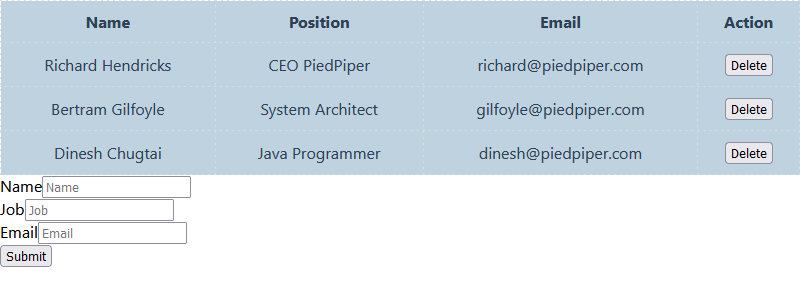 Name Position Email Action
Richard Hendricks CEO PiedPiper richard@piedpiper.com Delete
Bertram Gilfoyle System Architect gilfoyle@piedpiper.com Delete
Dinesh Chugtai Java Programmer dinesh@piedpiper.com Delete
Name Name
Job Job
Email Email
Submit